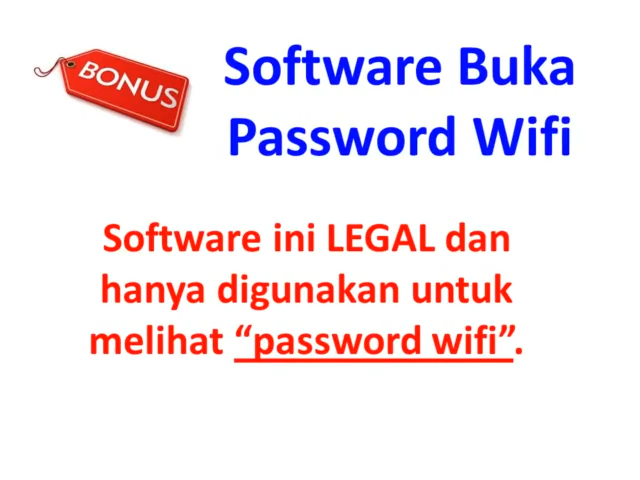 BONUS
Software Buka
Password Wifi
Software ini LEGAL dan
hanya digunakan untuk
melihat “password wifi”.